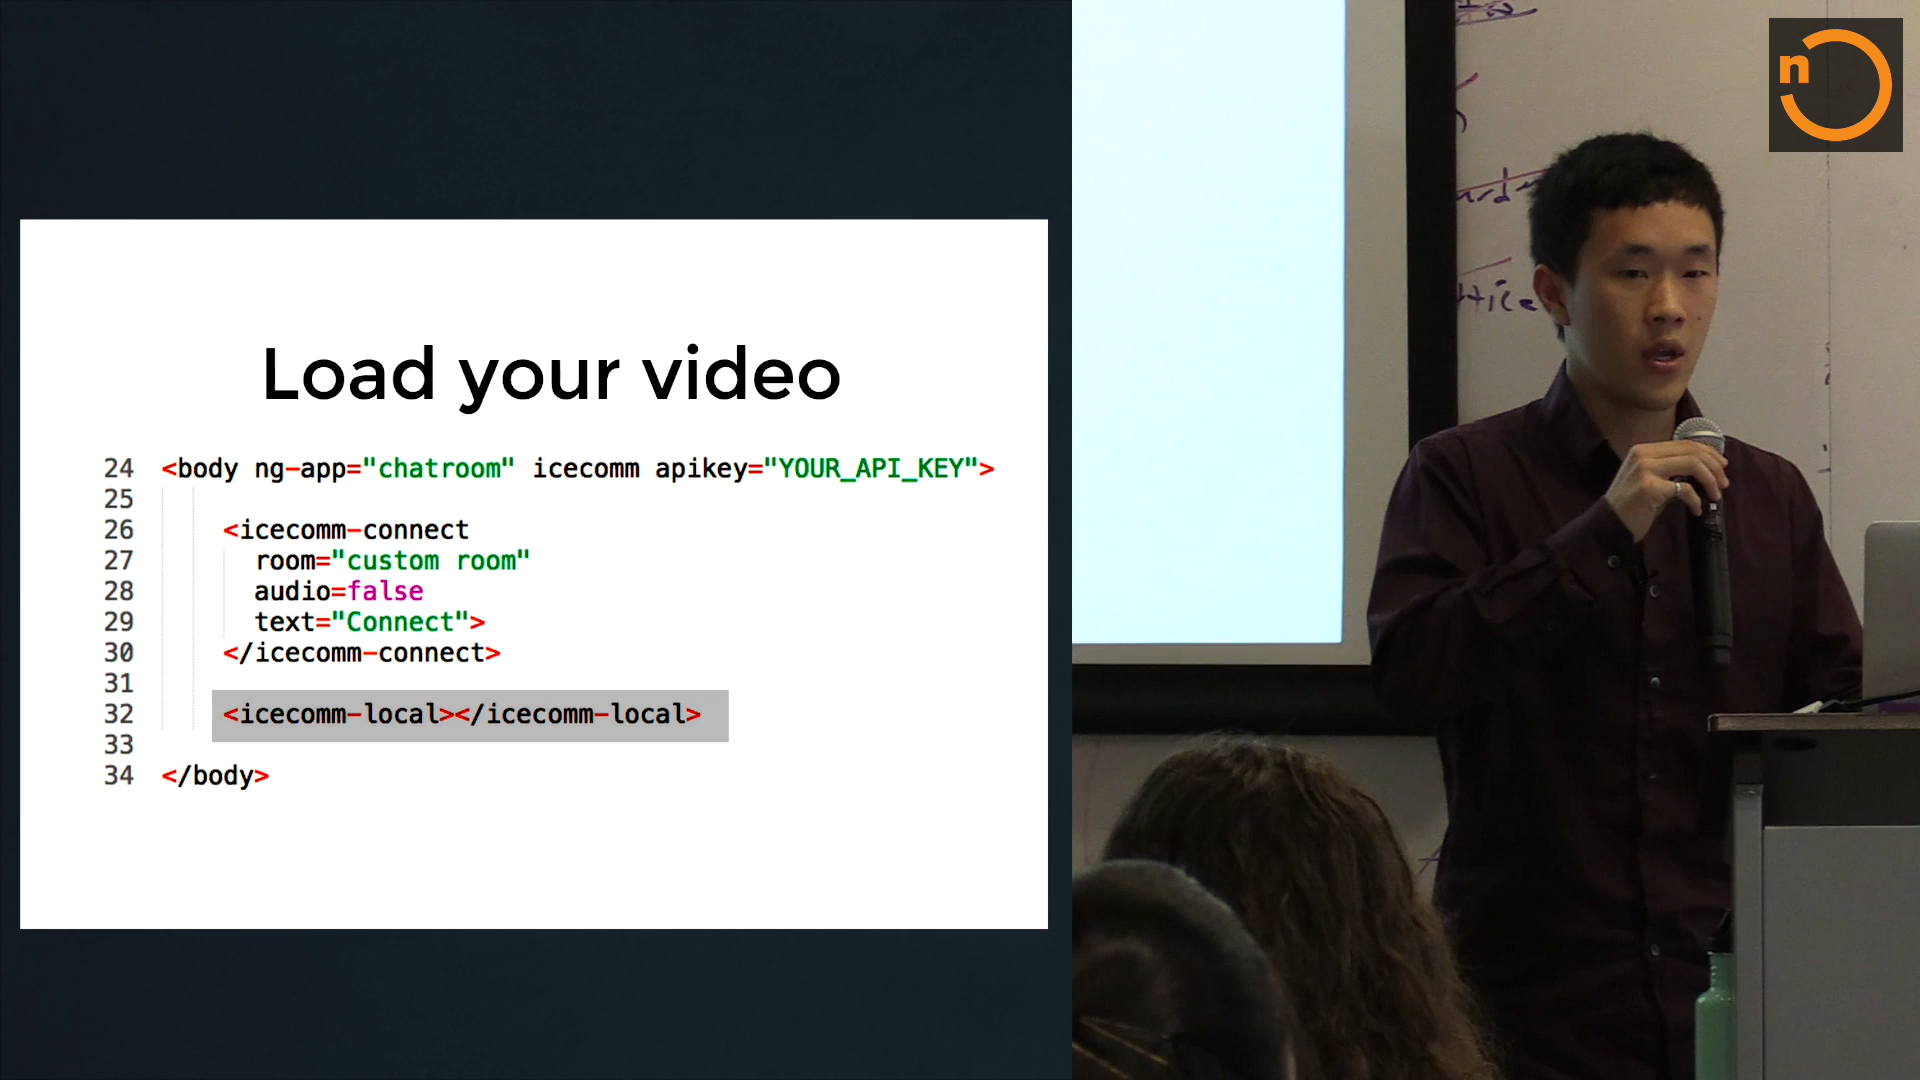 Load your video
24 <body ng-app="chatroom" icecomm apikey="YOUR_API_KEY">
25
26 <icecomm-connect
27 room="custom room"
28 audio=false
29 text="Connect">
30 </icecomm-connect>
31
32 <icecomm-local></icecomm-local>
33
34 </body>
n